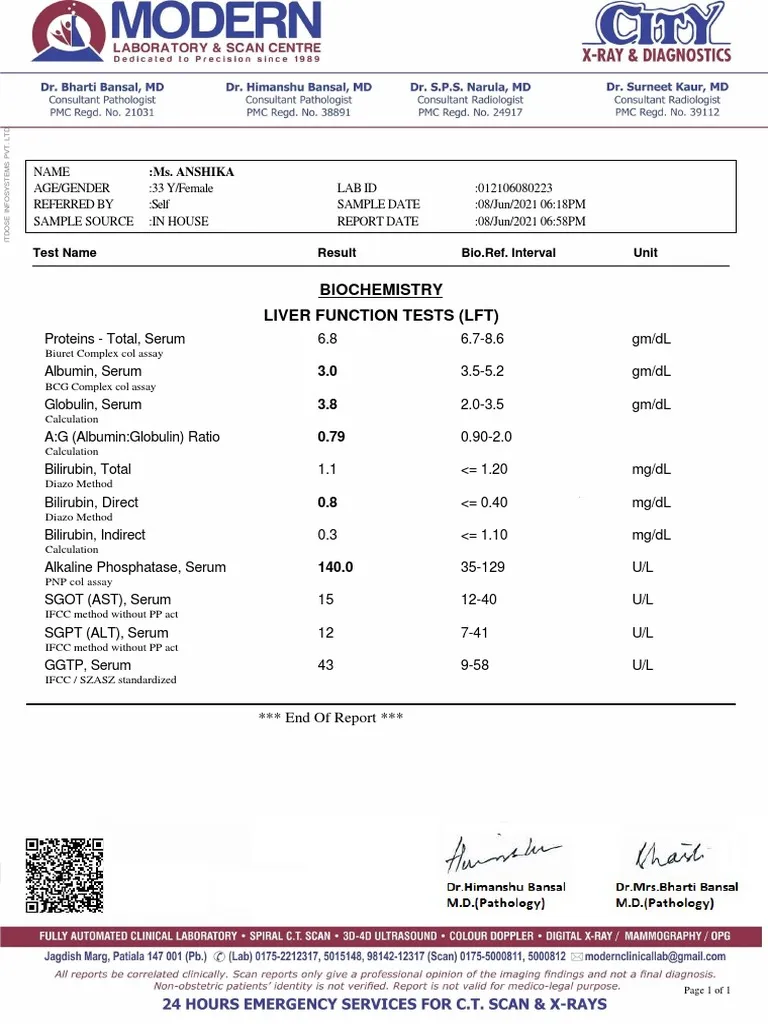 MODERN
LABORATORY & SCAN CENTRE
Dedicated to Precision since 1989
CITY
X-RAY & DIAGNOSTICS
Dr. Bharti Bansal, MD Dr. Himanshu Bansal, MD Dr. S.P.S. Narula, MD Dr. Surneet Kaur, MD
Consultant Pathologist Consultant Pathologist Consultant Radiologist Consultant Radiologist
PMC Regd. No. 21031 PMC Regd. No. 38891 PMC Regd. No. 24917 PMC Regd. No. 39112
ITDOSE INFOSYSTEMS PVT. LTD
NAME :Ms. ANSHIKA
AGE/GENDER :33 Y/Female LAB ID :012106080223
REFERRED BY :Self SAMPLE DATE :08/Jun/2021 06:18PM
SAMPLE SOURCE :IN HOUSE REPORT DATE :08/Jun/2021 06:58PM
Test Name Result Bio.Ref. Interval Unit
BIOCHEMISTRY
LIVER FUNCTION TESTS (LFT)
Proteins - Total, Serum 6.8 6.7-8.6 gm/dL
Biuret Complex col assay
Albumin, Serum 3.0 3.5-5.2 gm/dL
BCG Complex col assay
Globulin, Serum 3.8 2.0-3.5 gm/dL
Calculation
A:G (Albumin:Globulin) Ratio 0.79 0.90-2.0
Calculation
Bilirubin, Total 1.1 <= 1.20 mg/dL
Diazo Method
Bilirubin, Direct 0.8 <= 0.40 mg/dL
Diazo Method
Bilirubin, Indirect 0.3 <= 1.10 mg/dL
Calculation
Alkaline Phosphatase, Serum 140.0 35-129 U/L
PNP col assay
SGOT (AST), Serum 15 12-40 U/L
IFCC method without PP act
SGPT (ALT), Serum 12 7-41 U/L
IFCC method without PP act
GGTP, Serum 43 9-58 U/L
IFCC / SZASZ standardized
*** End Of Report ***
Himanshu Bharti
Dr.Himanshu Bansal Dr.Mrs.Bharti Bansal
M.D.(Pathology) M.D.(Pathology)
FULLY AUTOMATED CLINICAL LABORATORY • SPIRAL C.T. SCAN • 3D-4D ULTRASOUND • COLOUR DOPPLER • DIGITAL X-RAY / MAMMOGRAPHY / OPG
Jagdish Marg, Patiala 147 001 (Pb.) (Lab) 0175-2212317, 5015148, 98142-12317 (Scan) 0175-5000811, 5000812 modernclinicallab@gmail.com
All reports be correlated clinically. Scan reports only give a professional opinion of the imaging findings and not a final diagnosis.
Non-obstetric patients' identity is not verified. Report is not valid for medico-legal purpose.
Page 1 of 1
24 HOURS EMERGENCY SERVICES FOR C.T. SCAN & X-RAYS